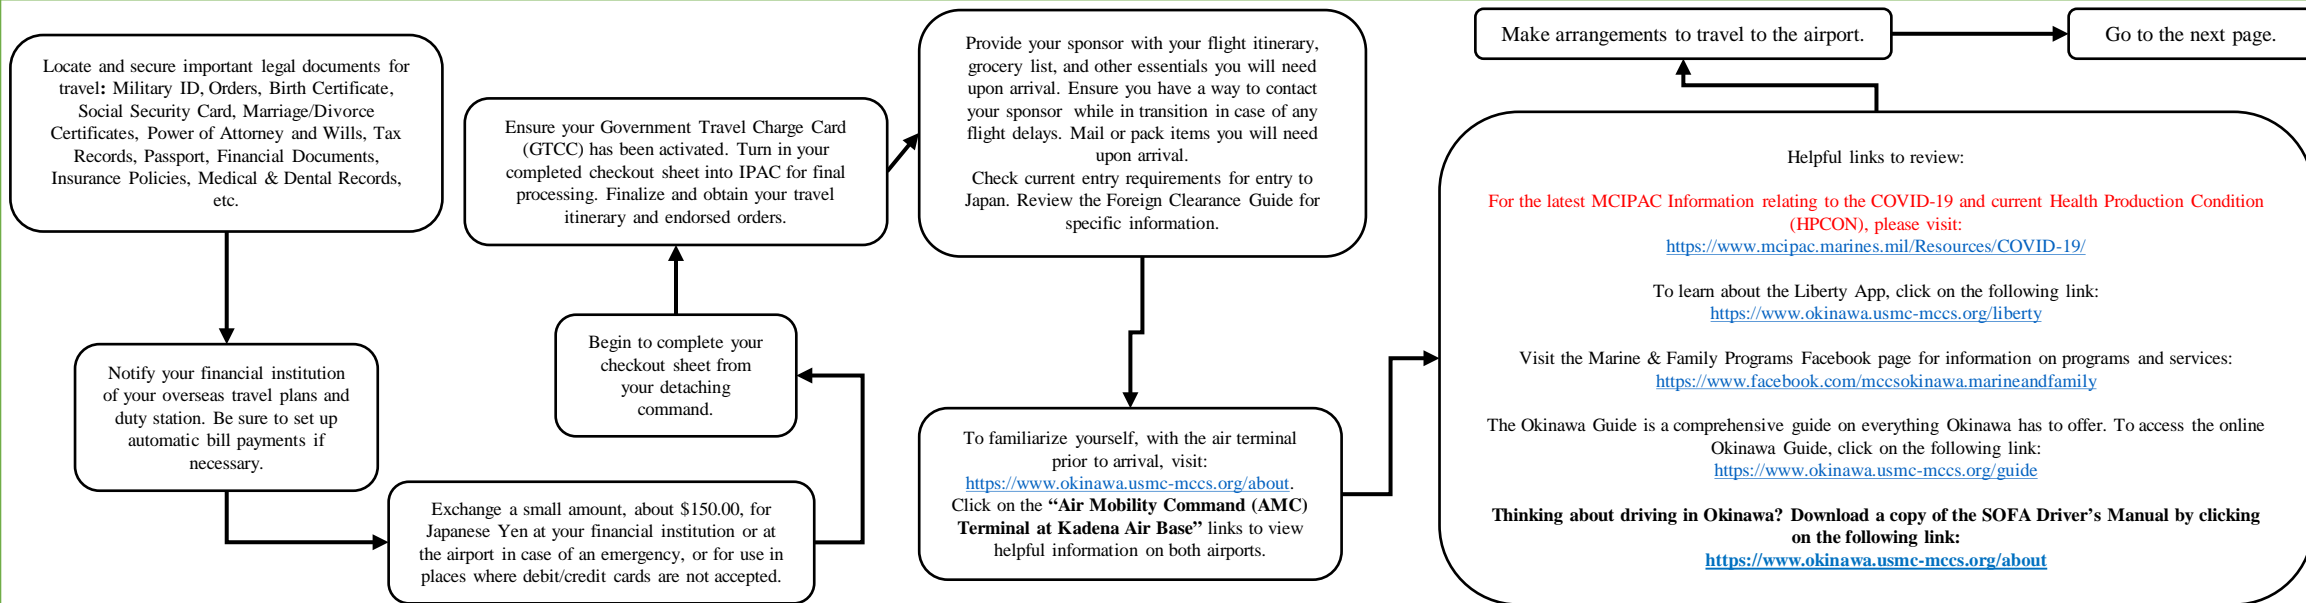 Locate and secure important legal documents for
travel: Military ID, Orders, Birth Certificate,
Social Security Card, Marriage/Divorce
Certificates, Power of Attorney and Wills, Tax
Records, Passport, Financial Documents,
Insurance Policies, Medical & Dental Records,
etc.
Notify your financial institution
of your overseas travel plans and
duty station. Be sure to set up
automatic bill payments if
necessary.
Exchange a small amount, about $150.00, for
Japanese Yen at your financial institution or at
the airport in case of an emergency, or for use in
places where debit/credit cards are not accepted.
Begin to complete your
checkout sheet from
your detaching
command.
Ensure your Government Travel Charge Card
(GTCC) has been activated. Turn in your
completed checkout sheet into IPAC for final
processing. Finalize and obtain your travel
itinerary and endorsed orders.
Provide your sponsor with your flight itinerary,
grocery list, and other essentials you will need
upon arrival. Ensure you have a way to contact
your sponsor while in transition in case of any
flight delays. Mail or pack items you will need
upon arrival.
Check current entry requirements for entry to
Japan. Review the Foreign Clearance Guide for
specific information.
To familiarize yourself, with the air terminal
prior to arrival, visit:
https://www.okinawa.usmc-mccs.org/about.
Click on the “Air Mobility Command (AMC)
Terminal at Kadena Air Base” links to view
helpful information on both airports.
Helpful links to review:
For the latest MCIPAC Information relating to the COVID-19 and current Health Production Condition
(HPCON), please visit:
https://www.mcipac.marines.mil/Resources/COVID-19/
To learn about the Liberty App, click on the following link:
https://www.okinawa.usmc-mccs.org/liberty
Visit the Marine & Family Programs Facebook page for information on programs and services:
https://www.facebook.com/mccsokinawa.marineandfamily
The Okinawa Guide is a comprehensive guide on everything Okinawa has to offer. To access the online
Okinawa Guide, click on the following link:
https://www.okinawa.usmc-mccs.org/guide
Thinking about driving in Okinawa? Download a copy of the SOFA Driver’s Manual by clicking
on the following link:
https://www.okinawa.usmc-mccs.org/about
Make arrangements to travel to the airport.
Go to the next page.